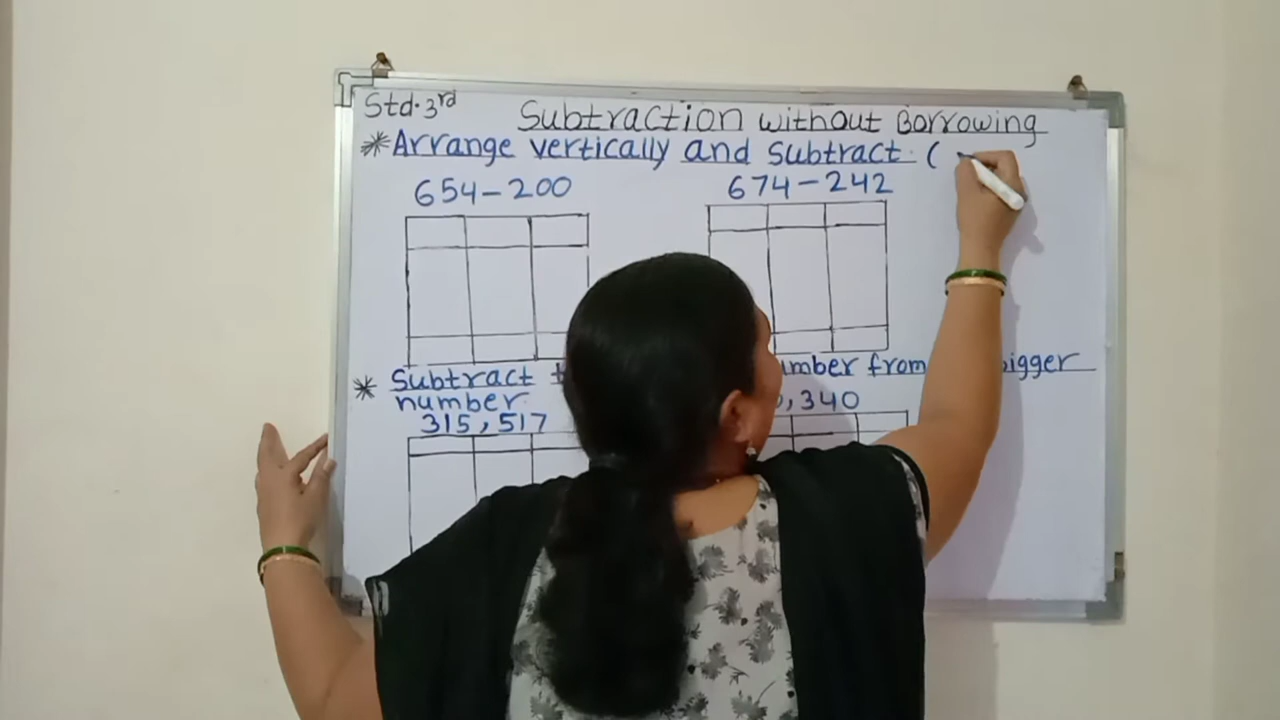 Std. 3rd Subtraction without Borrowing
* Arrange vertically and subtract. (
654-200 674-242
* Subtract from bigger
number.
315, 517 , 340